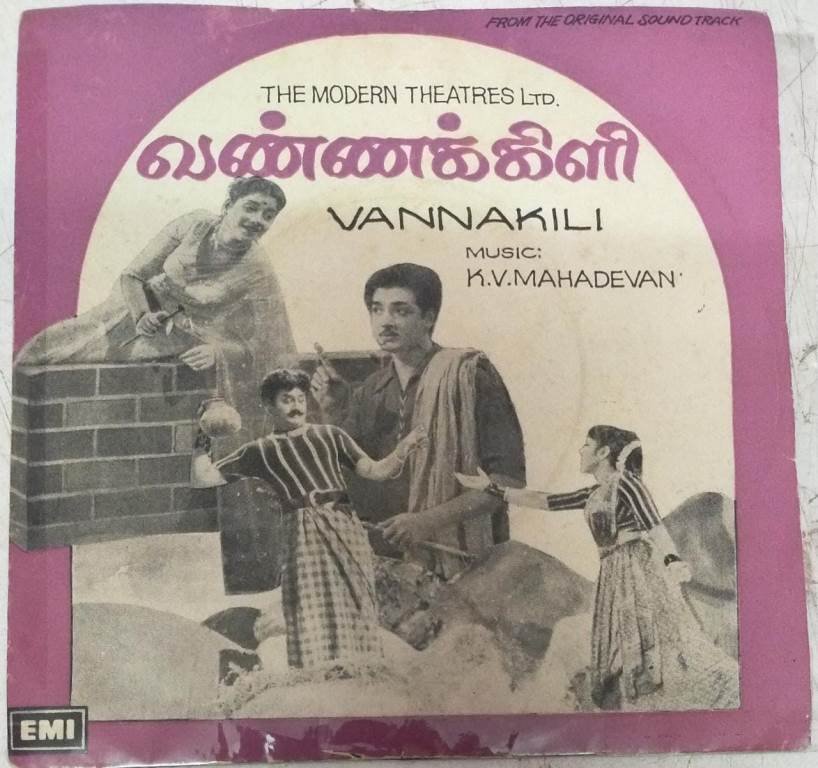 FROM THE ORIGINAL SOUND TRACK
THE MODERN THEATRES LTD.
வண்ணக்கிளி
VANNAKILI
MUSIC:
K.V.MAHADEVAN
EMI